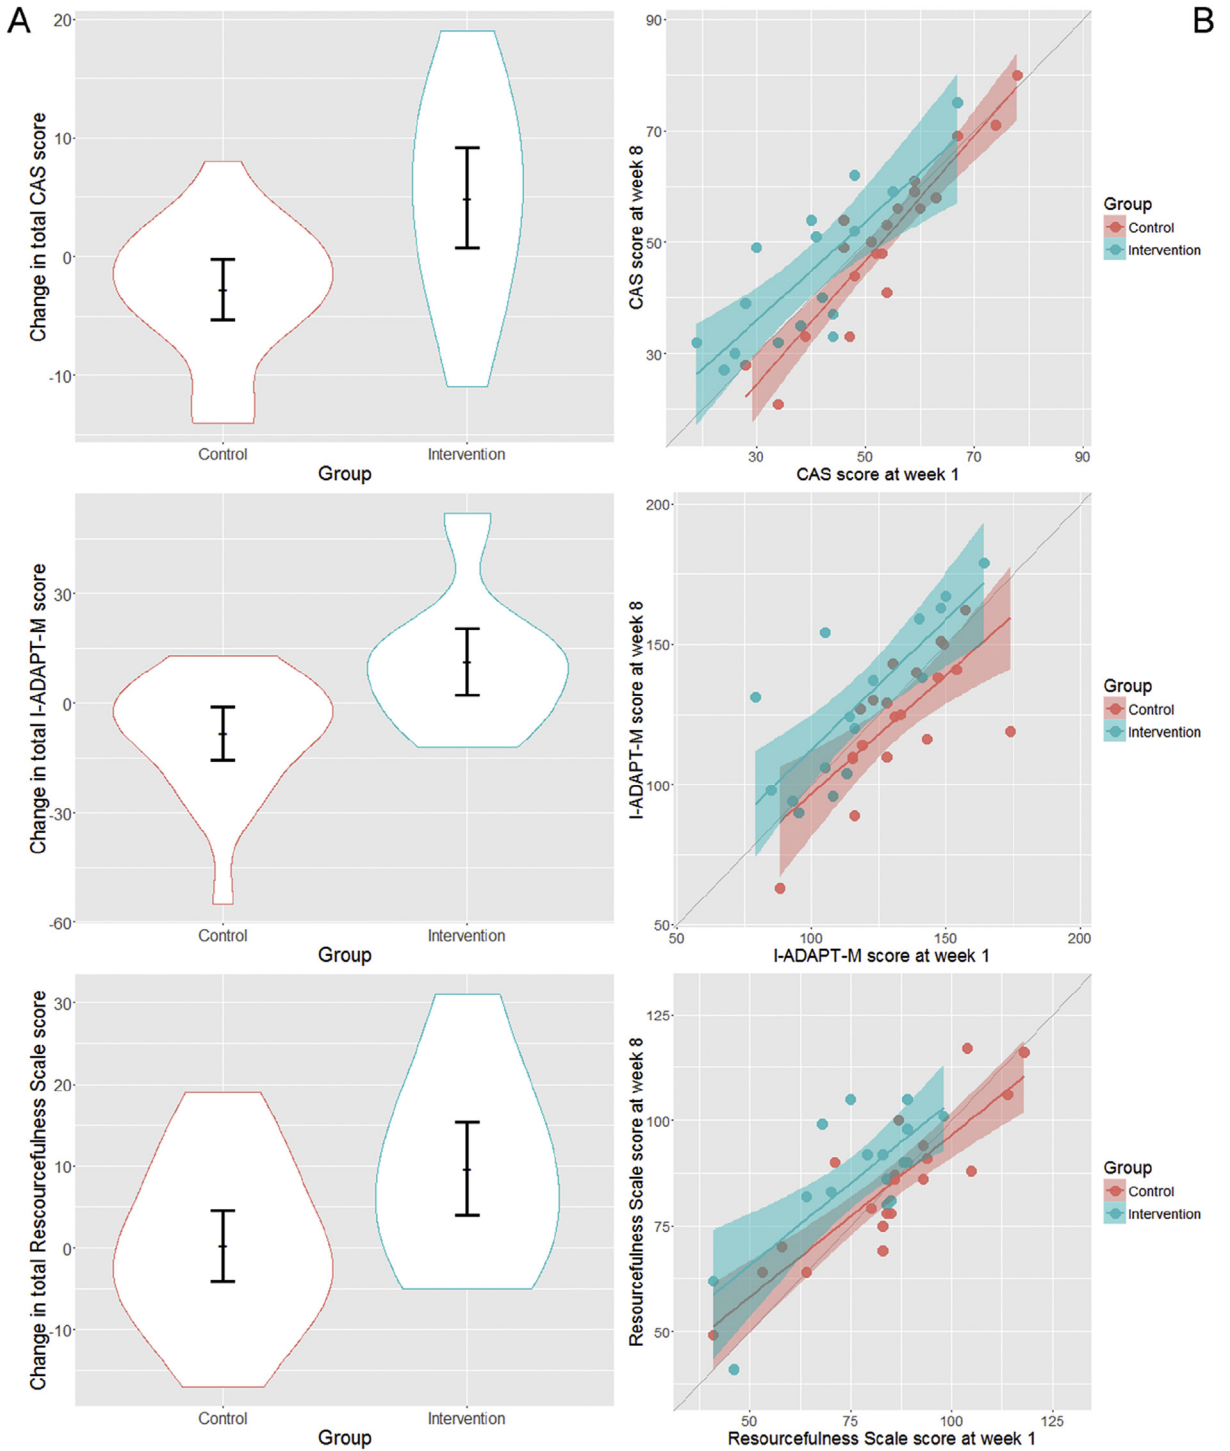 A
B
Change in total CAS score
20
10
0
-10
Control
Intervention
Group
CAS score at week 8
90
70
50
30
30
50
70
90
CAS score at week 1
Group
Control
Intervention
Change in total I-ADAPT-M score
30
0
-30
-60
Control
Intervention
Group
I-ADAPT-M score at week 8
200
150
100
50
50
100
150
200
I-ADAPT-M score at week 1
Group
Control
Intervention
Change in total Rescourcefulness Scale score
30
20
10
0
-10
Control
Intervention
Group
Resourcefulness Scale score at week 8
125
100
75
50
50
75
100
125
Resourcefulness Scale score at week 1
Group
Control
Intervention